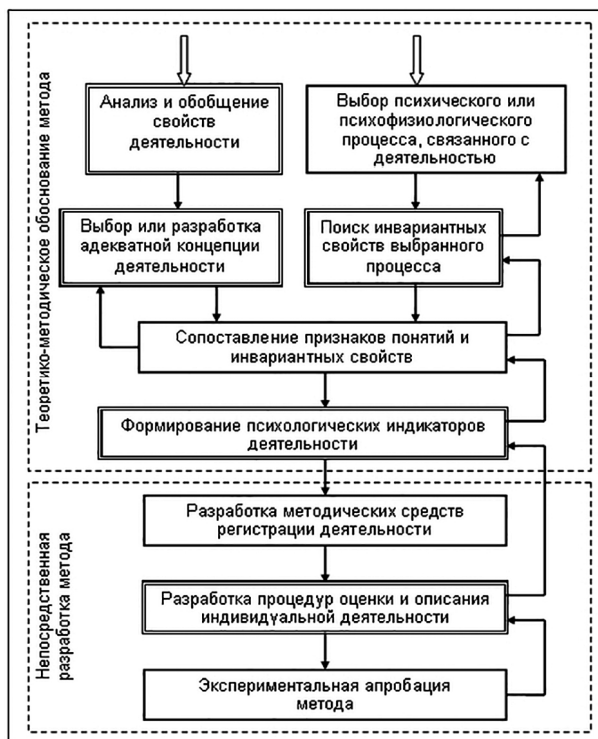 Теоретико-методическое обоснование метода
Анализ и обобщение
свойств
деятельности
Выбор психического или
психофизиологического
процесса, связанного с
деятельностью
Выбор или разработка
адекватной концепции
деятельности
Поиск инвариантных
свойств выбранного
процесса
Сопоставление признаков понятий и
инвариантных свойств
Формирование психологических индикаторов
деятельности
Непосредственная
разработка метода
Разработка методических средств
регистрации деятельности
Разработка процедур оценки и описания
индивидуальной деятельности
Экспериментальная апробация
метода